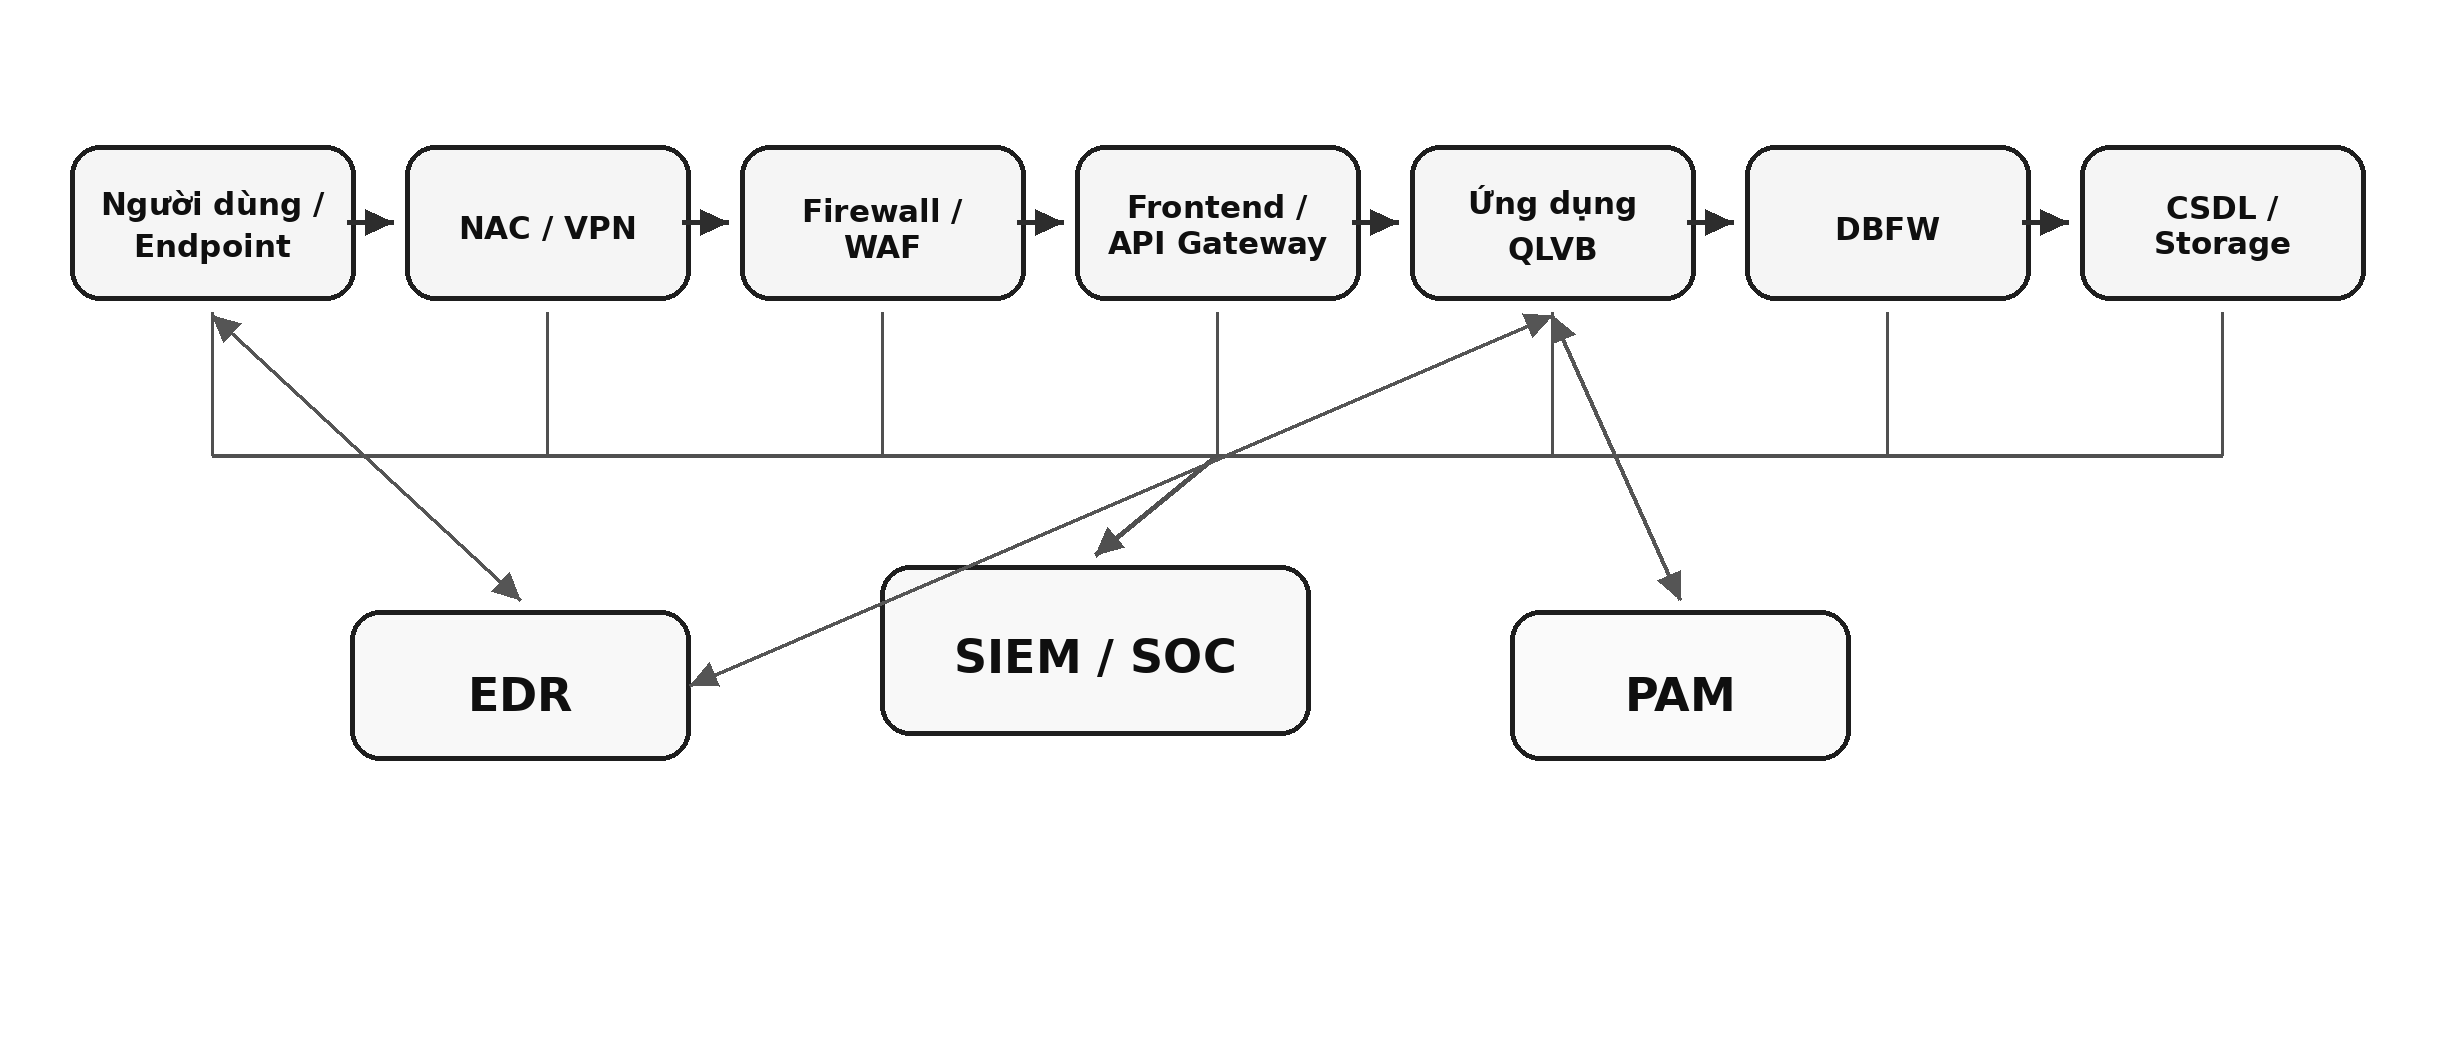 Người dùng /
Endpoint
NAC / VPN
Firewall /
WAF
Frontend /
API Gateway
Ứng dụng
QLVB
DBFW
CSDL /
Storage
EDR
SIEM / SOC
PAM